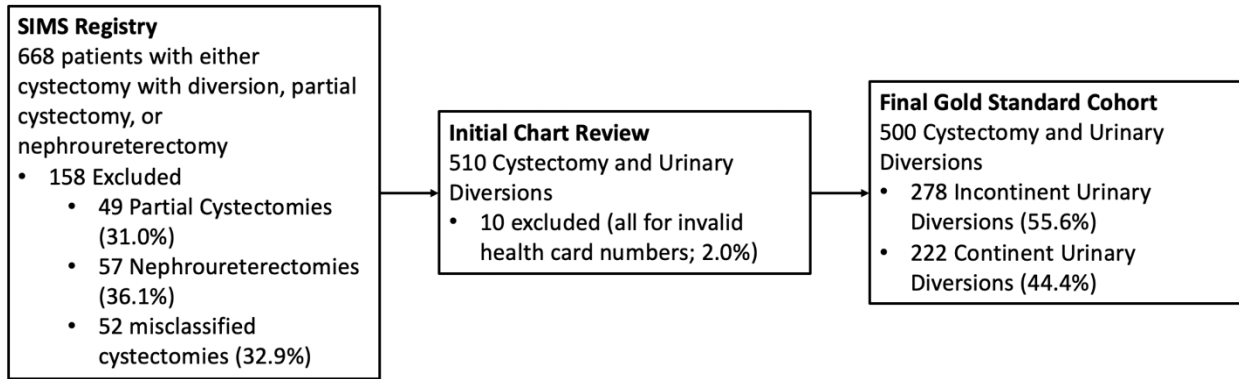 SIMS Registry
668 patients with either
cystectomy with diversion, partial
cystectomy, or
nephroureterectomy
• 158 Excluded
• 49 Partial Cystectomies
(31.0%)
• 57 Nephroureterectomies
(36.1%)
• 52 misclassified
cystectomies (32.9%)
Initial Chart Review
510 Cystectomy and Urinary
Diversions
• 10 excluded (all for invalid
health card numbers; 2.0%)
Final Gold Standard Cohort
500 Cystectomy and Urinary
Diversions
• 278 Incontinent Urinary
Diversions (55.6%)
• 222 Continent Urinary
Diversions (44.4%)